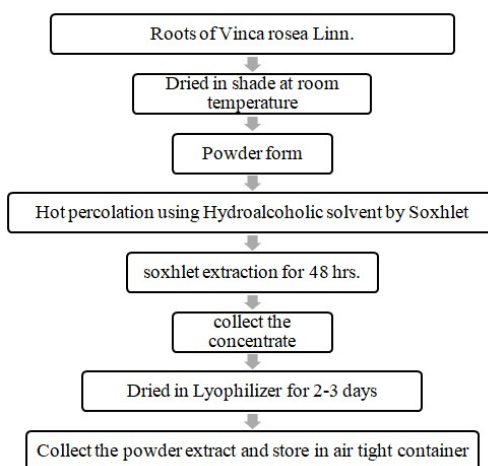 Roots of Vinca rosea Linn.
Dried in shade at room
temperature
Powder form
Hot percolation using Hydroalcoholic solvent by Soxhlet
soxhlet extraction for 48 hrs.
collect the
concentrate
Dried in Lyophilizer for 2-3 days
Collect the powder extract and store in air tight container